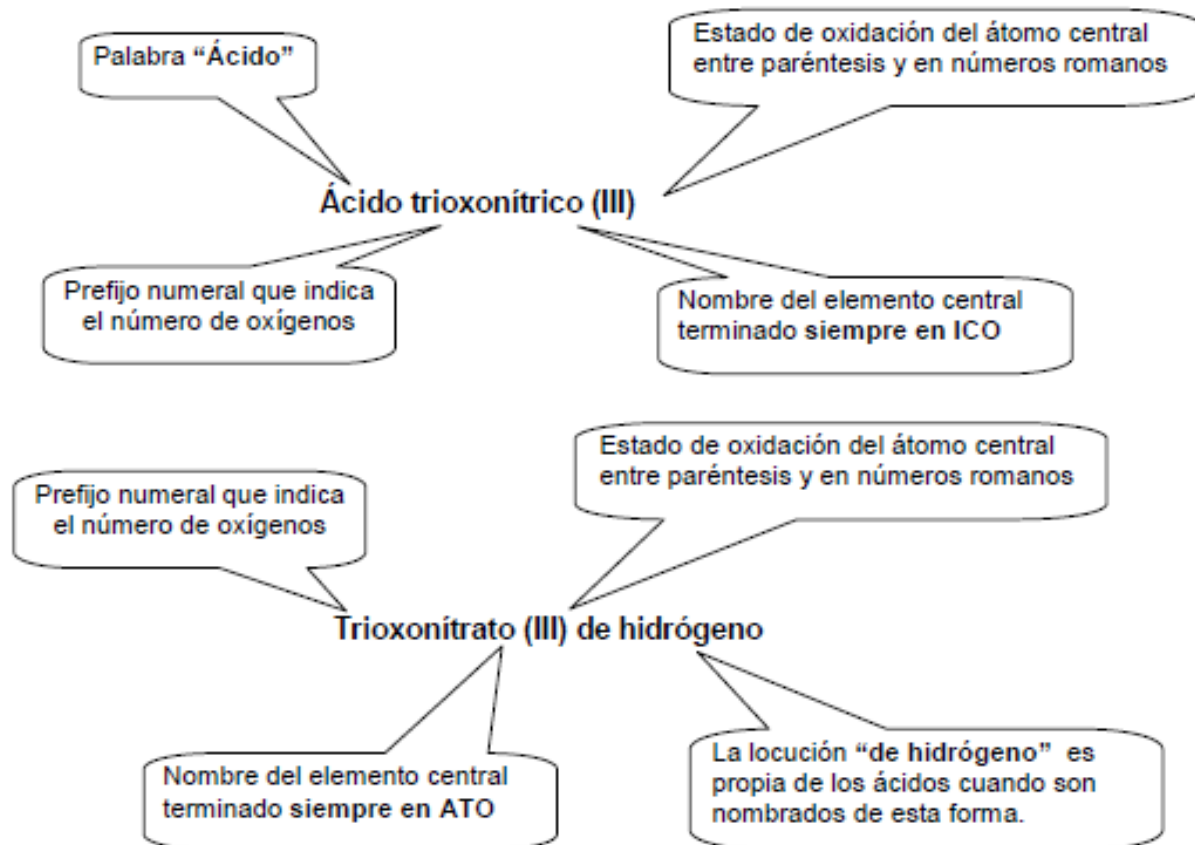 Palabra “Ácido”
Estado de oxidación del átomo central
entre paréntesis y en números romanos
Ácido trioxonítrico (III)
Prefijo numeral que indica
el número de oxígenos
Nombre del elemento central
terminado siempre en ICO
Estado de oxidación del átomo central
entre paréntesis y en números romanos
Prefijo numeral que indica
el número de oxígenos
Trioxonítrato (III) de hidrógeno
Nombre del elemento central
terminado siempre en ATO
La locución “de hidrógeno” es
propia de los ácidos cuando son
nombrados de esta forma.